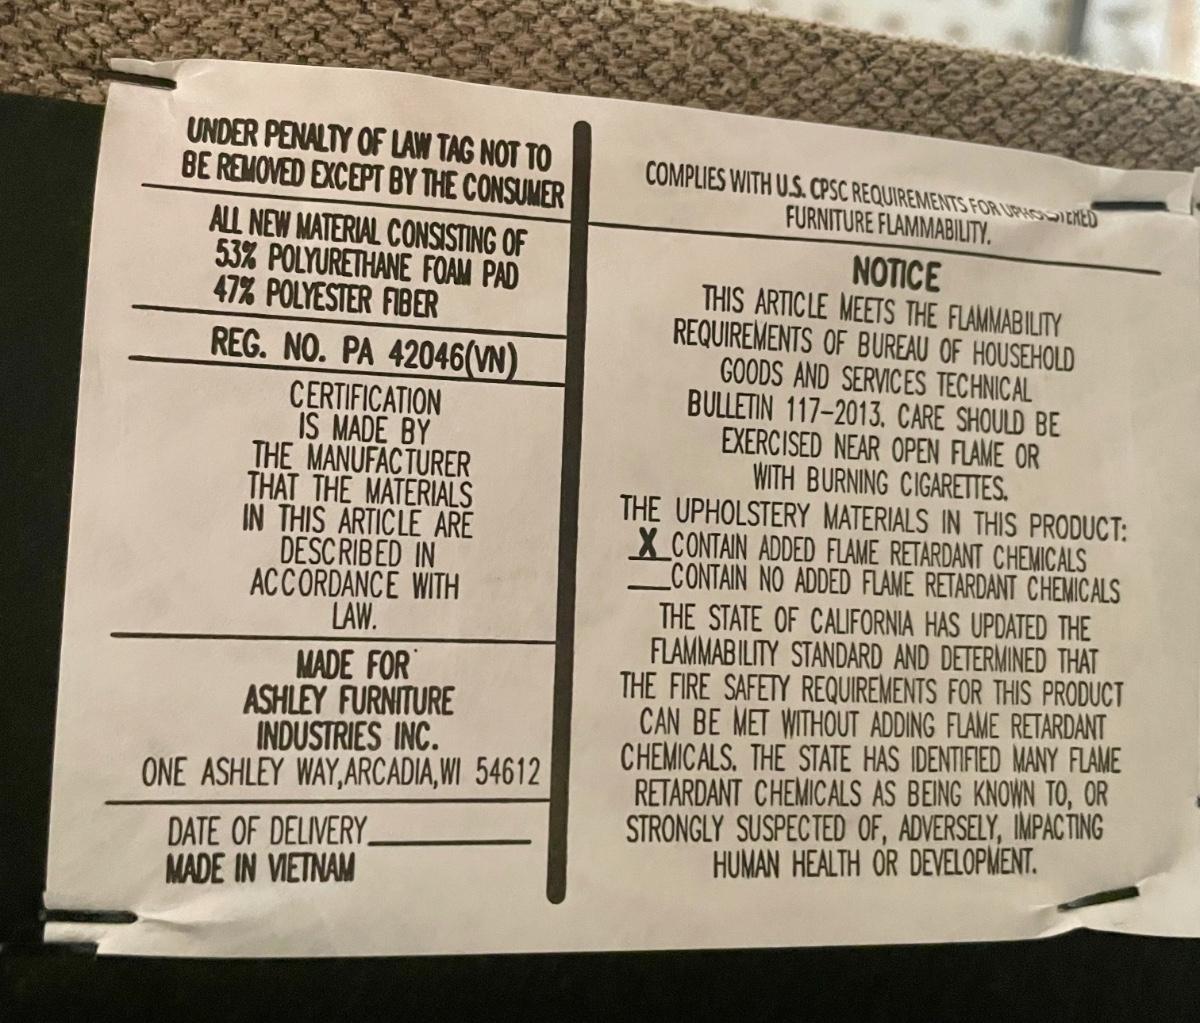 UNDER PENALTY OF LAW TAG NOT TO
BE REMOVED EXCEPT BY THE CONSUMER
ALL NEW MATERIAL CONSISTING OF
53% POLYURETHANE FOAM PAD
47% POLYESTER FIBER
REG. NO. PA 42046(VN)
CERTIFICATION
IS MADE BY
THE MANUFACTURER
THAT THE MATERIALS
IN THIS ARTICLE ARE
DESCRIBED IN
ACCORDANCE WITH
LAW.
MADE FOR
ASHLEY FURNITURE
INDUSTRIES INC.
ONE ASHLEY WAY,ARCADIA,WI 54612
DATE OF DELIVERY
MADE IN VIETNAM
COMPLIES WITH U.S. CPSC REQUIREMENTS FOR UPHOLSTERED
FURNITURE FLAMMABILITY.
NOTICE
THIS ARTICLE MEETS THE FLAMMABILITY
REQUIREMENTS OF BUREAU OF HOUSEHOLD
GOODS AND SERVICES TECHNICAL
BULLETIN 117-2013. CARE SHOULD BE
EXERCISED NEAR OPEN FLAME OR
WITH BURNING CIGARETTES.
THE UPHOLSTERY MATERIALS IN THIS PRODUCT:
X CONTAIN ADDED FLAME RETARDANT CHEMICALS
CONTAIN NO ADDED FLAME RETARDANT CHEMICALS
THE STATE OF CALIFORNIA HAS UPDATED THE
FLAMMABILITY STANDARD AND DETERMINED THAT
THE FIRE SAFETY REQUIREMENTS FOR THIS PRODUCT
CAN BE MET WITHOUT ADDING FLAME RETARDANT
CHEMICALS. THE STATE HAS IDENTIFIED MANY FLAME
RETARDANT CHEMICALS AS BEING KNOWN TO, OR
STRONGLY SUSPECTED OF, ADVERSELY, IMPACTING
HUMAN HEALTH OR DEVELOPMENT.